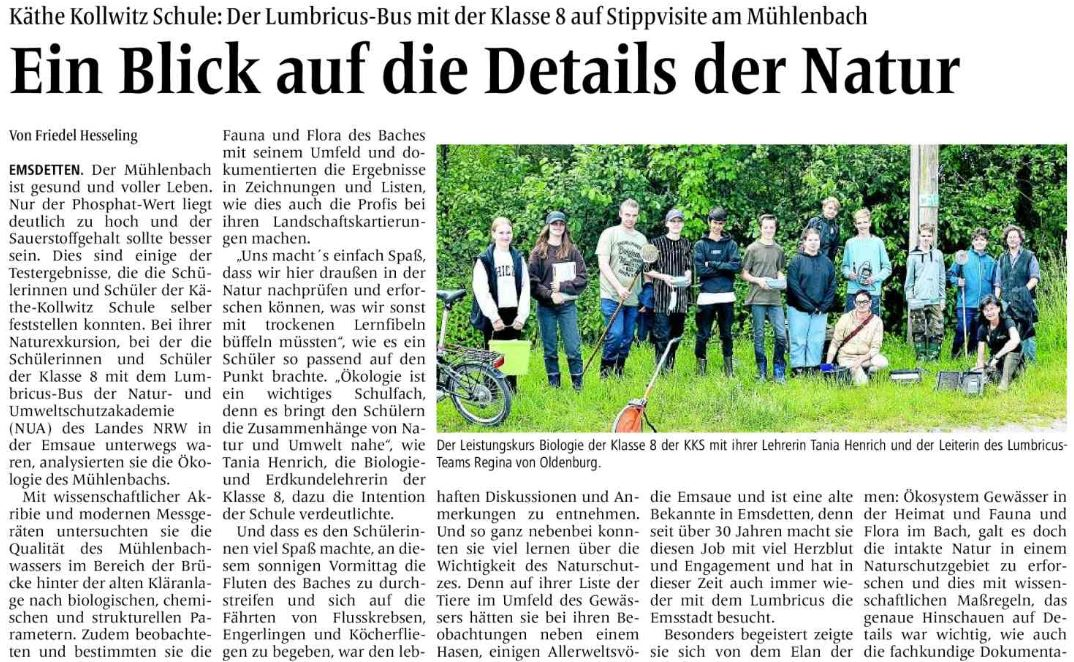 Käthe Kollwitz Schule: Der Lumbricus-Bus mit der Klasse 8 auf Stippvisite am Mühlenbach
Ein Blick auf die Details der Natur
Von Friedel Hesseling
EMSDETTEN. Der Mühlenbach
ist gesund und voller Leben.
Nur der Phosphat-Wert liegt
deutlich zu hoch und der
Sauerstoffgehalt sollte besser
sein. Dies sind einige der
Testergebnisse, die die Schü-
lerinnen und Schüler der Kä-
the-Kollwitz Schule selber
feststellen konnten. Bei ihrer
Naturexkursion, bei der die
Schülerinnen und Schüler
der Klasse 8 mit dem Lum-
bricus-Bus der Natur- und
Umweltschutzakademie
(NUA) des Landes NRW in
der Emsaue unterwegs wa-
ren, analysierten sie die Öko-
logie des Mühlenbachs.
Mit wissenschaftlicher Ak-
ribie und modernen Messge-
räten untersuchten sie die
Qualität des Mühlenbach-
wassers im Bereich der Brü-
cke hinter der alten Kläranla-
ge nach biologischen, chemi-
schen und strukturellen Pa-
rametern. Zudem beobachte-
ten und bestimmten sie die
Fauna und Flora des Baches
mit seinem Umfeld und do-
kumentierten die Ergebnisse
in Zeichnungen und Listen,
wie dies auch die Profis bei
ihren Landschaftskartierun-
gen machen.
„Uns macht´s einfach Spaß,
dass wir hier draußen in der
Natur nachprüfen und erfor-
schen können, was wir sonst
mit trockenen Lernfibeln
büffeln müssten“, wie es ein
Schüler so passend auf den
Punkt brachte. „Ökologie ist
ein wichtiges Schulfach,
denn es bringt den Schülern
die Zusammenhänge von Na-
tur und Umwelt nahe“, wie
Tania Henrich, die Biologie-
und Erdkundelehrerin der
Klasse 8, dazu die Intention
der Schule verdeutlichte.
Und dass es den Schülerin-
nen viel Spaß machte, an die-
sem sonnigen Vormittag die
Fluten des Baches zu durch-
streifen und sich auf die
Fährten von Flusskrebsen,
Engerlingen und Köcherflie-
gen zu begeben, war den leb-
Der Leistungskurs Biologie der Klasse 8 der KKS mit ihrer Lehrerin Tania Henrich und der Leiterin des Lumbricus-
Teams Regina von Oldenburg.
haften Diskussionen und An-
merkungen zu entnehmen.
Und so ganz nebenbei konn-
ten sie viel lernen über die
Wichtigkeit des Naturschut-
zes. Denn auf ihrer Liste der
Tiere im Umfeld des Gewäs-
sers hätten sie bei ihren Be-
obachtungen neben einem
Hasen, einigen Allerweltsvö-
die Emsaue und ist eine alte
Bekannte in Emsdetten, denn
seit über 30 Jahren macht sie
diesen Job mit viel Herzblut
und Engagement und hat in
dieser Zeit auch immer wie-
der mit dem Lumbricus die
Emsstadt besucht.
Besonders begeistert zeigte
sie sich von dem Elan der
men: Ökosystem Gewässer in
der Heimat und Fauna und
Flora im Bach, galt es doch
die intakte Natur in einem
Naturschutzgebiet zu erfor-
schen und dies mit wissen-
schaftlichen Maßregeln, das
genaue Hinschauen auf De-
tails war wichtig, wie auch
die fachkundige Dokumenta-